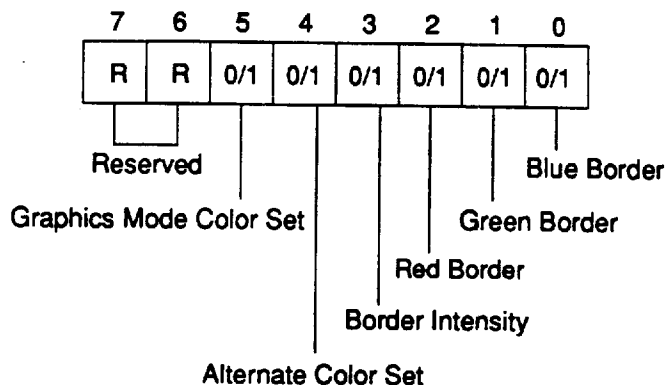 7 6 5 4 3 2 1 0
R R 0/1 0/1 0/1 0/1 0/1 0/1
Reserved
Blue Border
Graphics Mode Color Set
Green Border
Red Border
Border Intensity
Alternate Color Set